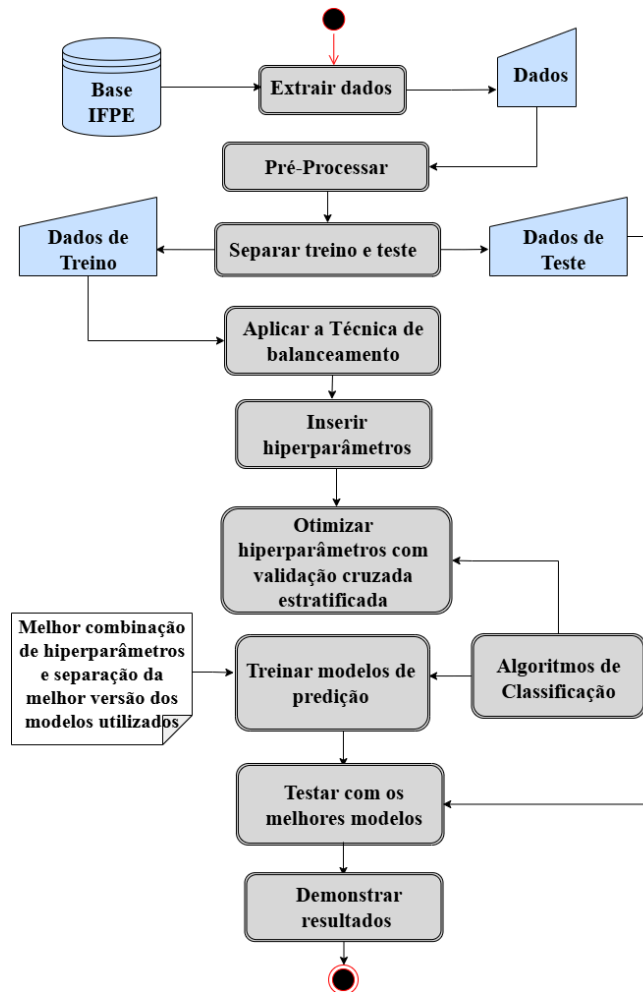 Base
IFPE
Extrair dados
Dados
Pré-Processar
Dados de
Treino
Separar treino e teste
Dados de
Teste
Aplicar a Técnica de
balanceamento
Inserir
hiperparâmetros
Otimizar
hiperparâmetros com
validação cruzada
estratificada
Melhor combinação
de hiperparâmetros
e separação da
melhor versão dos
modelos utilizados
Treinar modelos de
predição
Algoritmos de
Classificação
Testar com os
melhores modelos
Demonstrar
resultados